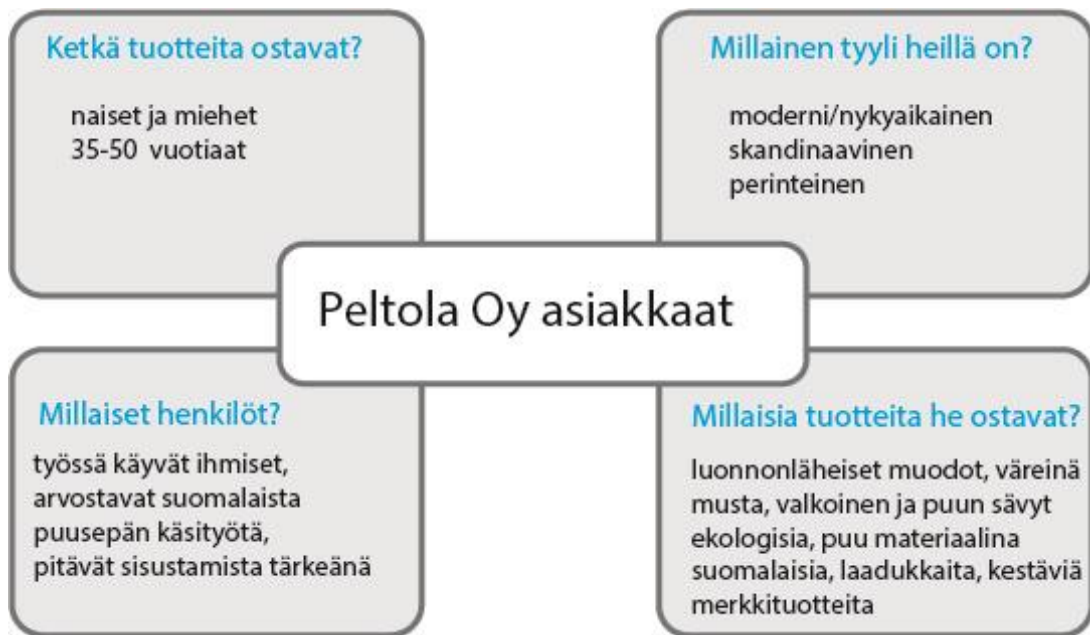 Ketkä tuotteita ostavat?
naiset ja miehet
35-50 vuotiaat
Millainen tyyli heillä on?
moderni/nykyaikainen
skandinaavinen
perinteinen
Peltola Oy asiakkaat
Millaiset henkilöt?
työssä käyvät ihmiset,
arvostavat suomalaista
puusepän käsityötä,
pitävät sisustamista tärkeänä
Millaisia tuotteita he ostavat?
luonnonläheiset muodot, väreinä
musta, valkoinen ja puun sävyt
ekologisia, puu materiaalina
suomalaisia, laadukkaita, kestäviä
merkkituotteita